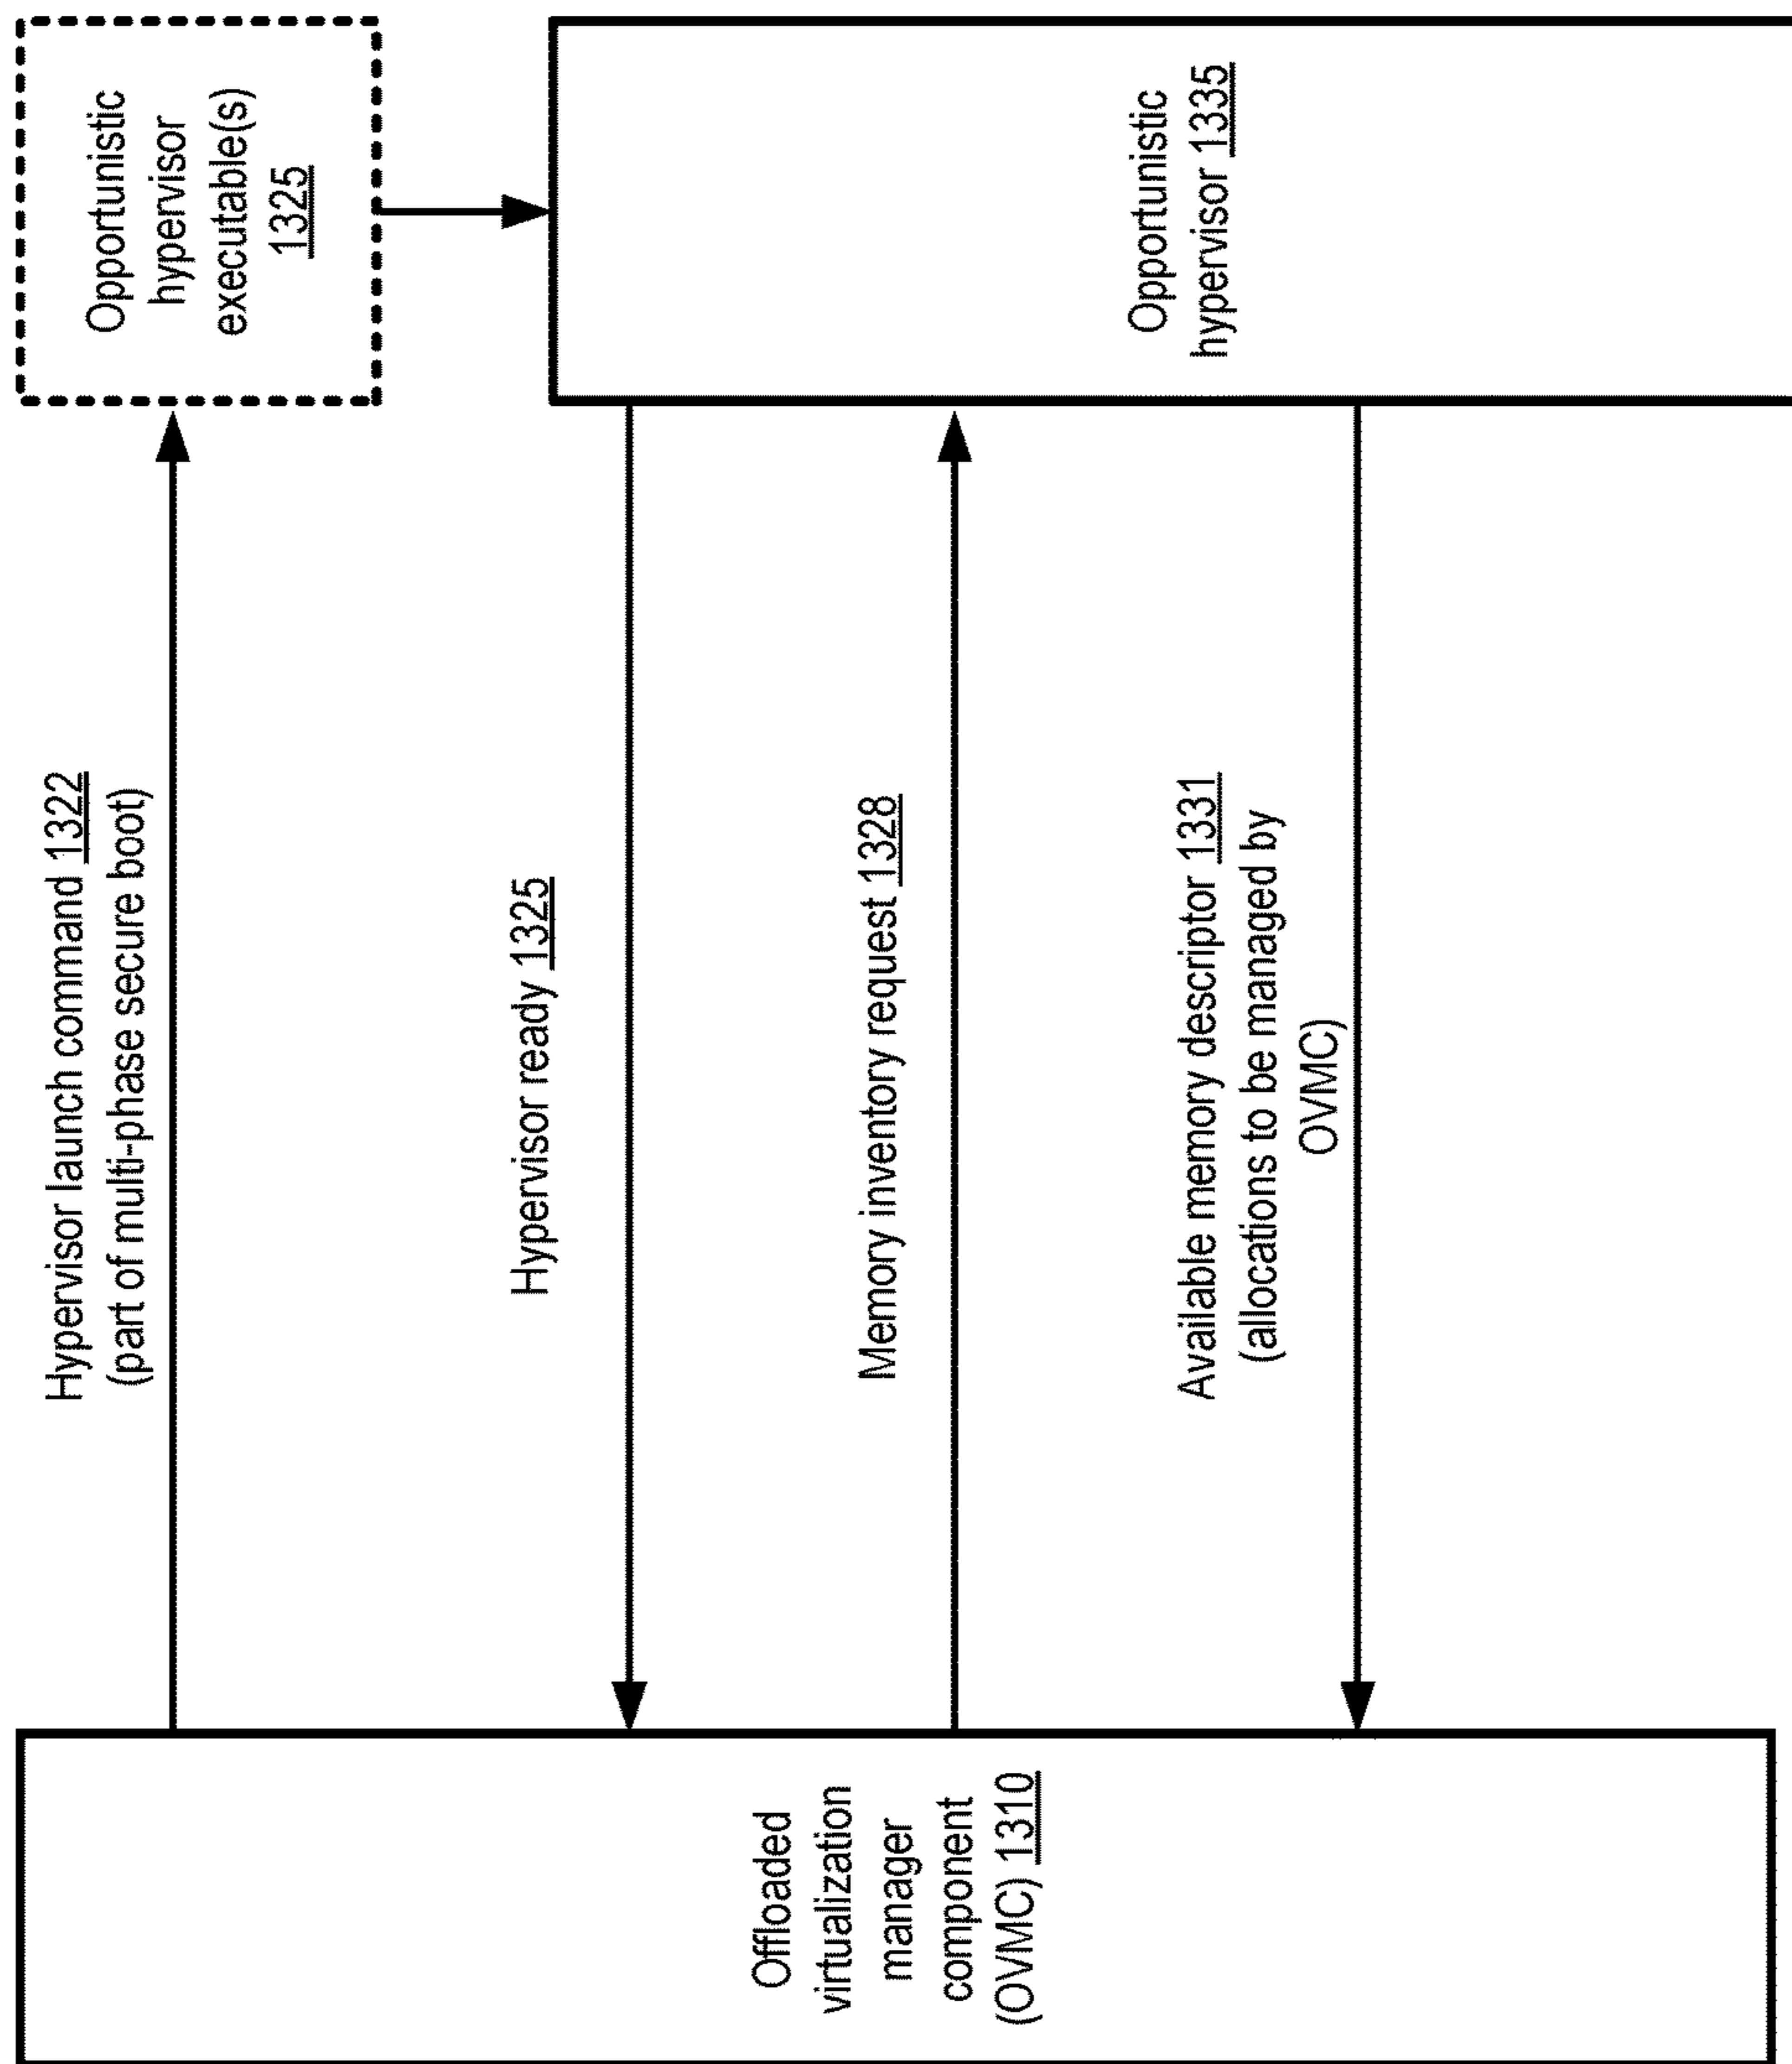 Hypervisor launch command 1322
(part of multi-phase secure boot)
Opportunistic
hypervisor
executable(s)
1325
Hypervisor ready 1325
Memory inventory request 1328
Available memory descriptor 1331
(allocations to be managed by
OVMC)
Offloaded
virtualization
manager
component
(OVMC) 1310
Opportunistic
hypervisor 1335